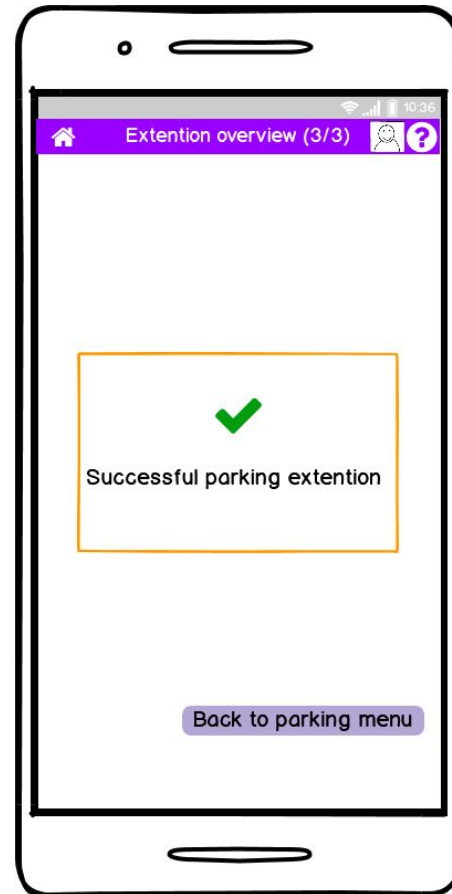 10:36
Extention overview (3/3)
?
Successful parking extention
Back to parking menu